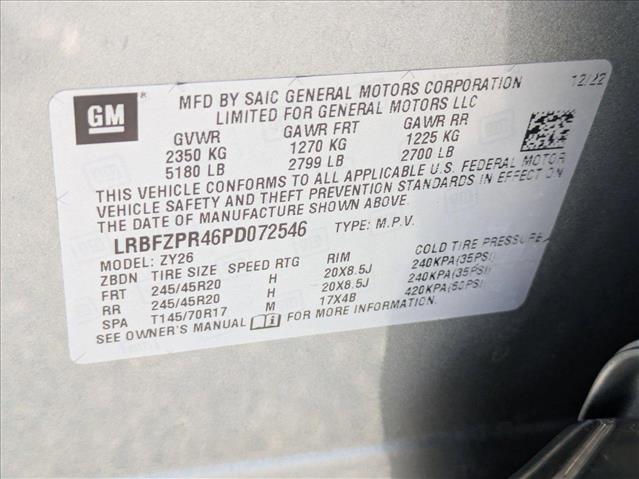 GM ®
MFD BY SAIC GENERAL MOTORS CORPORATION 12/22
LIMITED FOR GENERAL MOTORS LLC
GVWR GAWR FRT GAWR RR
2350 KG 1270 KG 1225 KG
5180 LB 2799 LB 2700 LB
THIS VEHICLE CONFORMS TO ALL APPLICABLE U.S. FEDERAL MOTOR
VEHICLE SAFETY AND THEFT PREVENTION STANDARDS IN EFFECT ON
THE DATE OF MANUFACTURE SHOWN ABOVE.
LRBFZPR46PD072546 TYPE: M.P.V.
MODEL: ZY26
ZBDN TIRE SIZE SPEED RTG RIM COLD TIRE PRESSURE
FRT 245/45R20 H 20X8.5J 240KPA(35PSI)
RR 245/45R20 H 20X8.5J 240KPA(35PSI)
SPA T145/70R17 M 17X4B 420KPA(60PSI)
SEE OWNER'S MANUAL FOR MORE INFORMATION.